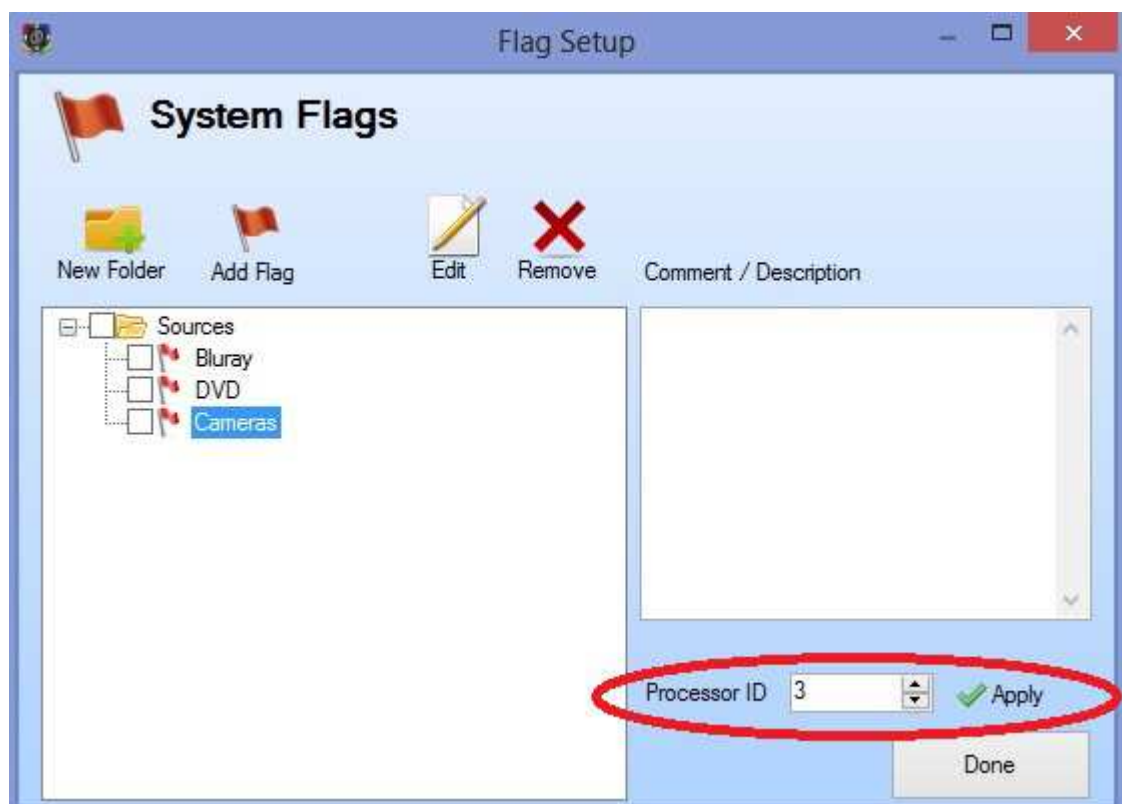 Flag Setup
System Flags
New Folder Add Flag Edit Remove Comment / Description
Sources
Bluray
DVD
Cameras
Processor ID 3 Apply
Done